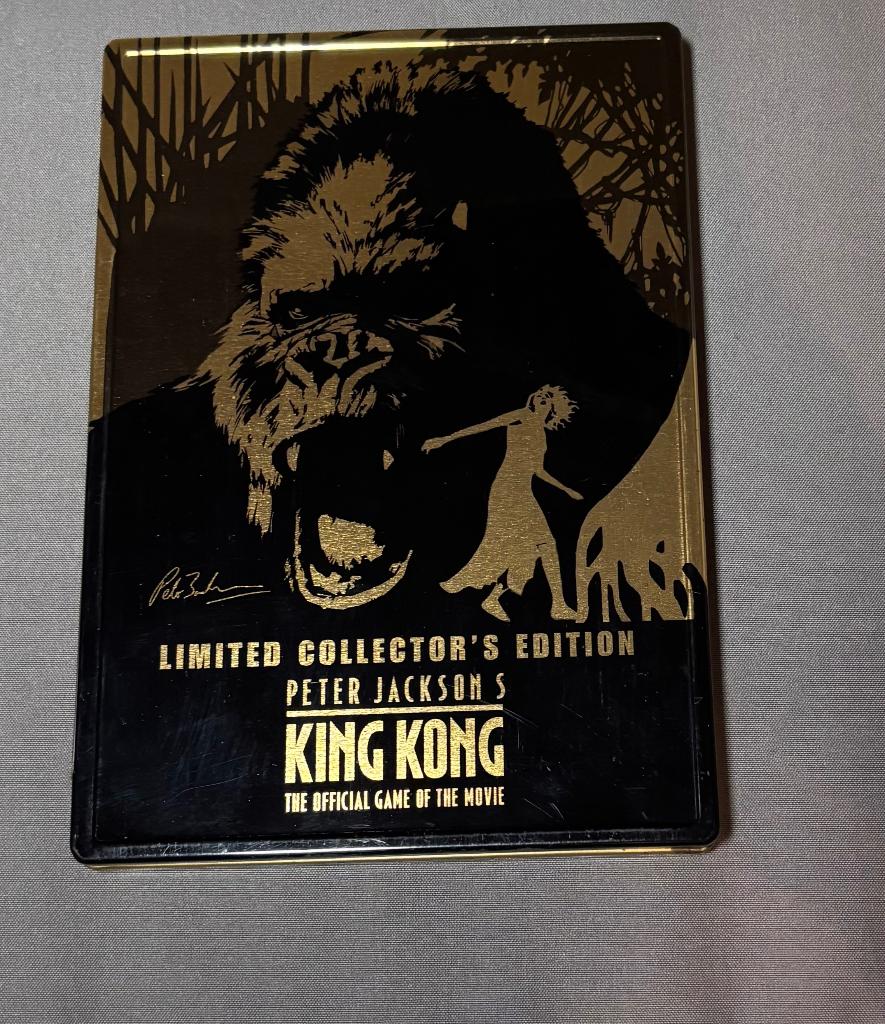 LIMITED COLLECTOR'S EDITION
PETER JACKSON S
KING KONG
THE OFFICIAL GAME OF THE MOVIE